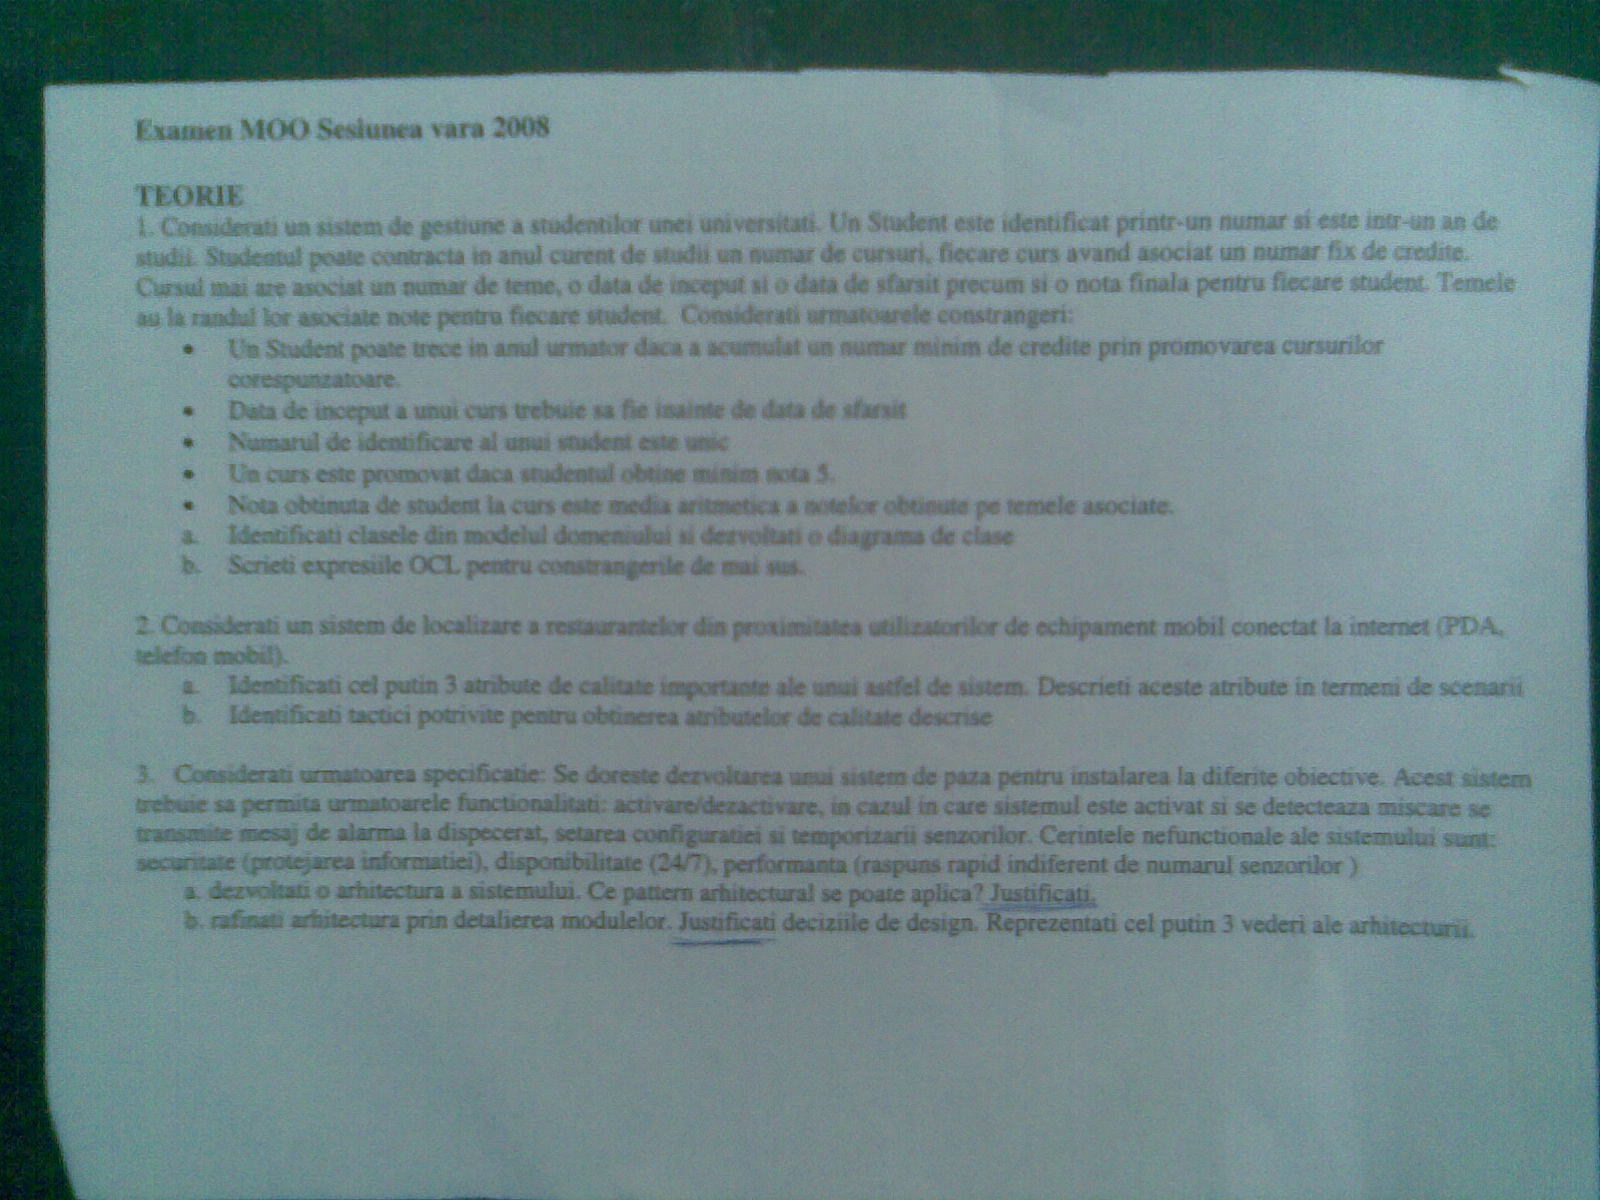 Examen MOO Sesiunea vara 2008
TEORIE
1. Considerati un sistem de gestiune a studentilor unei universitati. Un Student este identificat printr-un numar si este intr-un an de
studii. Studentul poate contracta in anul curent de studii un numar de cursuri, fiecare curs avand asociat un numar fix de credite.
Cursul mai are asociat un numar de teme, o data de inceput si o data de sfarsit precum si o nota finala pentru fiecare student. Temele
au la randul lor asociate note pentru fiecare student. Considerati urmatoarele constrangeri:
• Un Student poate trece in anul urmator daca a acumulat un numar minim de credite prin promovarea cursurilor
corespunzatoare.
• Data de inceput a unui curs trebuie sa fie inainte de data de sfarsit
• Numarul de identificare al unui student este unic
• Un curs este promovat daca studentul obtine minim nota 5.
• Nota obtinuta de student la curs este media aritmetica a notelor obtinute pe temele asociate.
a. Identificati clasele din modelul domeniului si dezvoltati o diagrama de clase
b. Scrieti expresiile OCL pentru constrangerile de mai sus.
2. Considerati un sistem de localizare a restaurantelor din proximitatea utilizatorilor de echipament mobil conectat la internet (PDA,
telefon mobil).
a. Identificati cel putin 3 atribute de calitate importante ale unui astfel de sistem. Descrieti aceste atribute in termeni de scenarii
b. Identificati tactici potrivite pentru obtinerea atributelor de calitate descrise
3. Considerati urmatoarea specificatie: Se doreste dezvoltarea unui sistem de paza pentru instalarea la diferite obiective. Acest sistem
trebuie sa permita urmatoarele functionalitati: activare/dezactivare, in cazul in care sistemul este activat si se detecteaza miscare se
transmite mesaj de alarma la dispecerat, setarea configuratiei si temporizarii senzorilor. Cerintele nefunctionale ale sistemului sunt:
securitate (protejarea informatiei), disponibilitate (24/7), performanta (raspuns rapid indiferent de numarul senzorilor )
a. dezvoltati o arhitectura a sistemului. Ce pattern arhitectural se poate aplica? Justificati.
b. rafinati arhitectura prin detalierea modulelor. Justificati deciziile de design. Reprezentati cel putin 3 vederi ale arhitecturii.